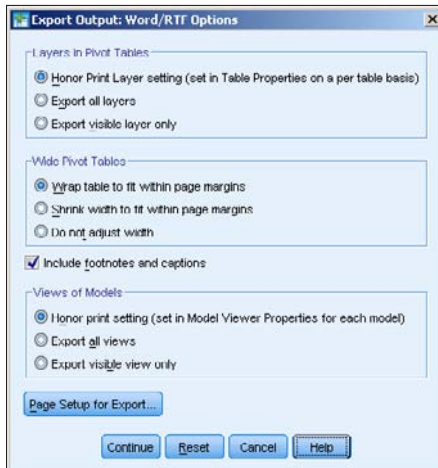 Export Output: Word/RTF Options
Layers in Pivot Tables
Honor Print Layer setting (set in Table Properties on a per table basis)
Export all layers
Export visible layer only
Wide Pivot Tables
Wrap table to fit within page margins
Shrink width to fit within page margins
Do not adjust width
Include footnotes and captions
Views of Models
Honor print setting (set in Model Viewer Properties for each model)
Export all views
Export visible view only
Page Setup for Export...
Continue Reset Cancel Help